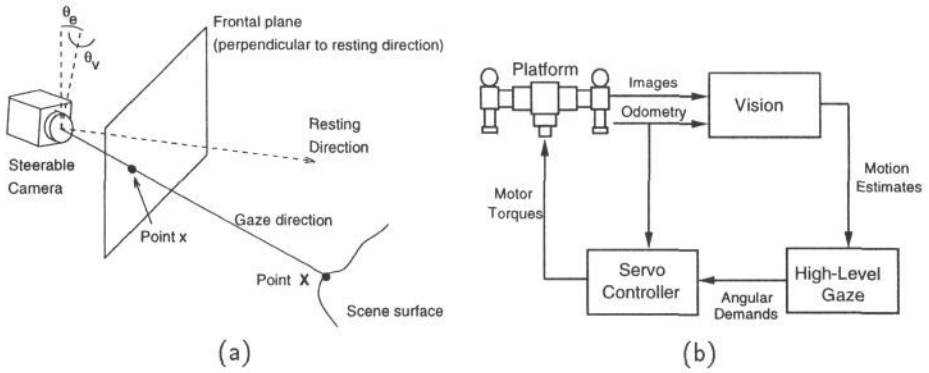 θe
θv
Frontal plane
(perpendicular to resting direction)
Resting
Direction
Steerable
Camera
Gaze direction
Point x
Point X
Scene surface
(a)
Platform
Images
Odometry
Vision
Motor
Torques
Motion
Estimates
Servo
Controller
Angular
Demands
High-Level
Gaze
(b)